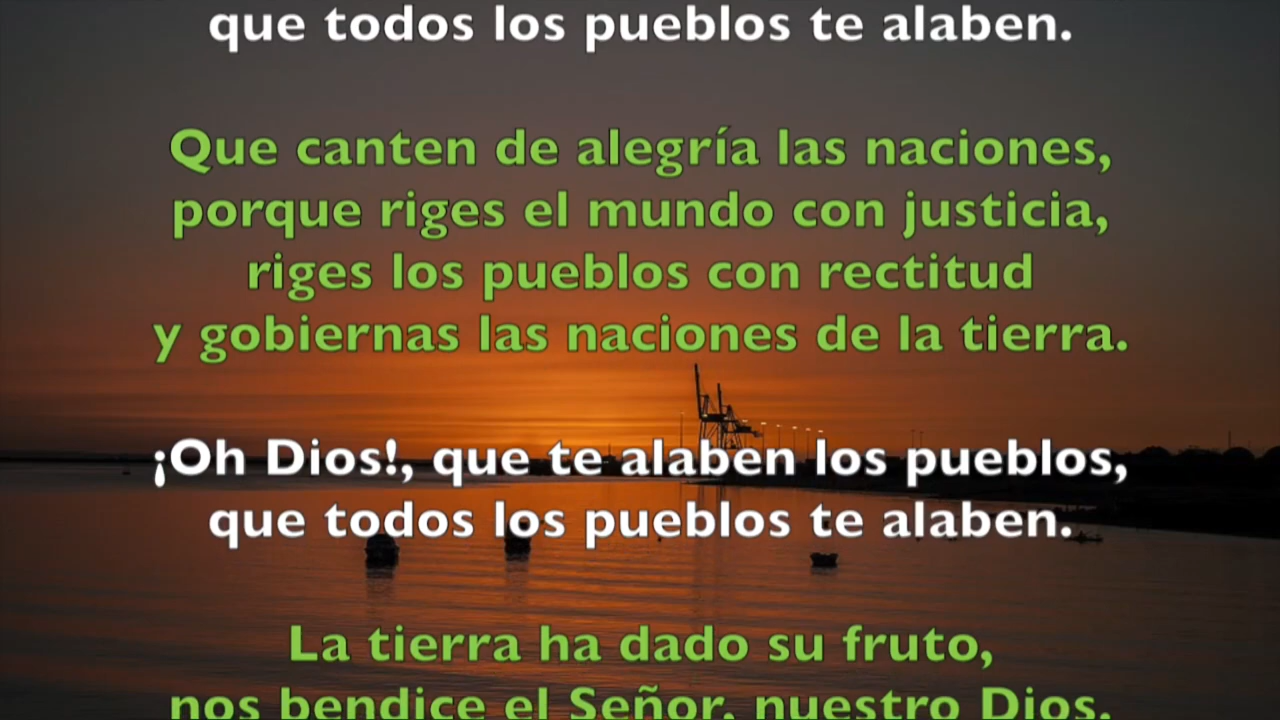 que todos los pueblos te alaben.
Que canten de alegría las naciones,
porque riges el mundo con justicia,
riges los pueblos con rectitud
y gobiernas las naciones de la tierra.
¡Oh Dios!, que te alaben los pueblos,
que todos los pueblos te alaben.
La tierra ha dado su fruto,
nos bendice el Señor, nuestro Dios.